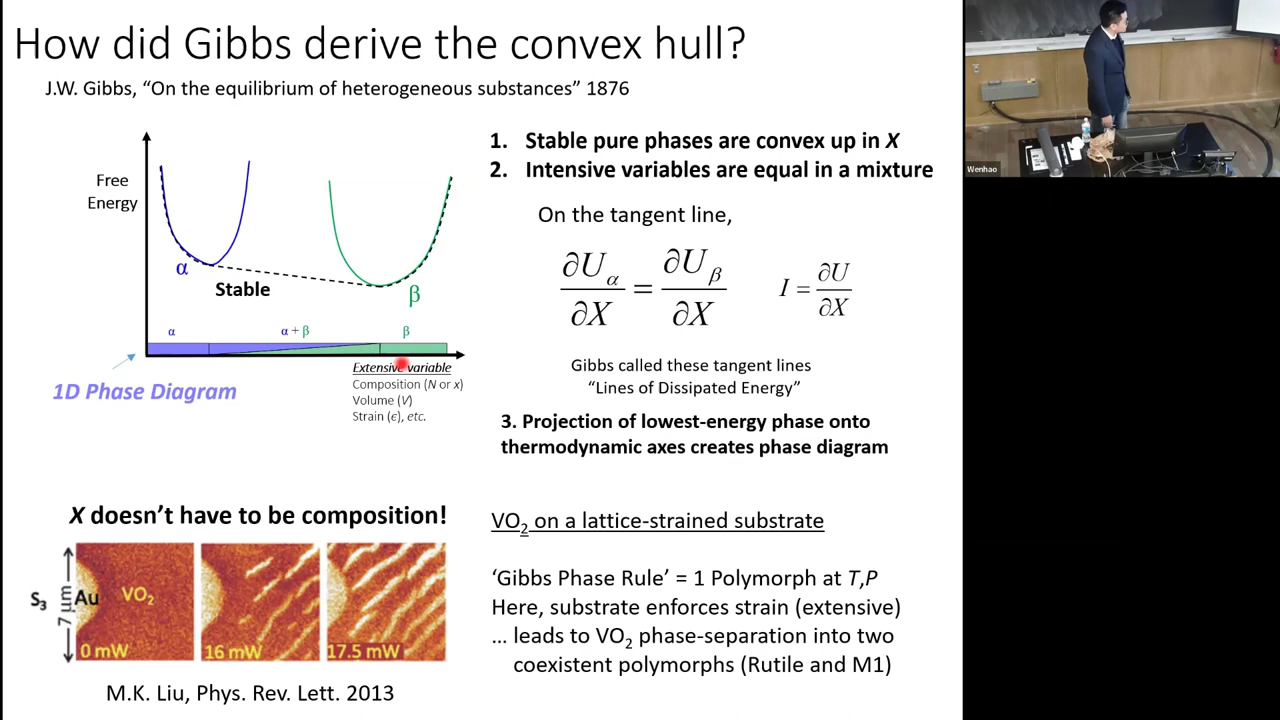 How did Gibbs derive the convex hull?
J.W. Gibbs, “On the equilibrium of heterogeneous substances” 1876
Free
Energy
α
Stable
β
α
α + β
β
1D Phase Diagram
Extensive variable
Composition (N or x)
Volume (V)
Strain (ϵ), etc.
1. Stable pure phases are convex up in X
2. Intensive variables are equal in a mixture
On the tangent line,
∂Uα/∂X = ∂Uβ/∂X
I = ∂U/∂X
Gibbs called these tangent lines
“Lines of Dissipated Energy”
3. Projection of lowest-energy phase onto
thermodynamic axes creates phase diagram
X doesn’t have to be composition!
S3
7 μm
Au
VO2
0 mW
16 mW
17.5 mW
M.K. Liu, Phys. Rev. Lett. 2013
VO2 on a lattice-strained substrate
‘Gibbs Phase Rule’ = 1 Polymorph at T,P
Here, substrate enforces strain (extensive)
... leads to VO2 phase-separation into two
coexistent polymorphs (Rutile and M1)
Wenhao